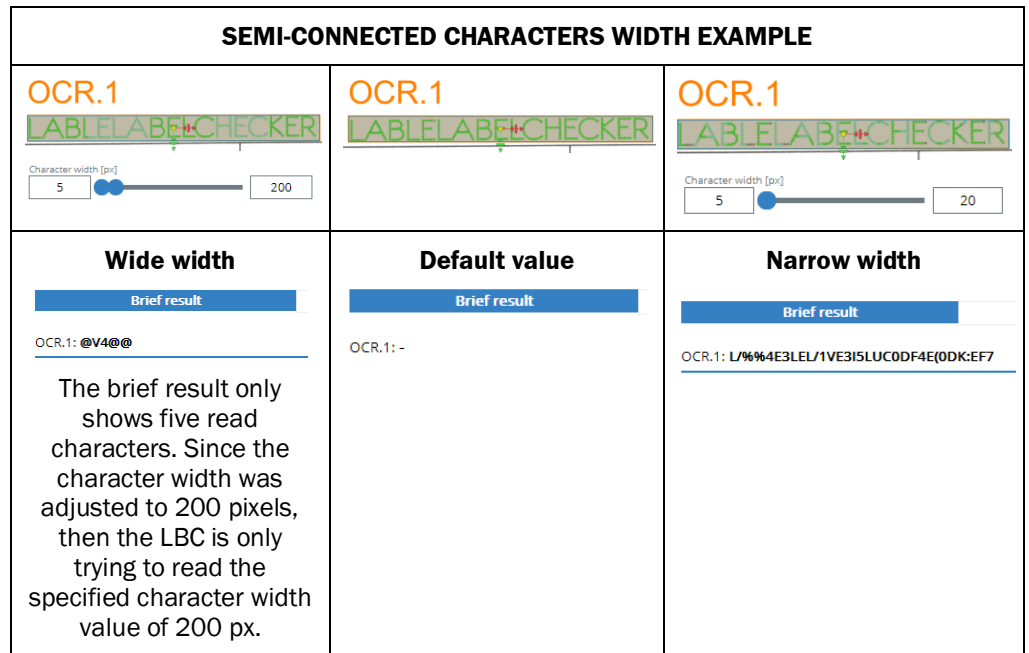 SEMI-CONNECTED CHARACTERS WIDTH EXAMPLE
OCR.1
LABLELABELCHECKER
Character width [px]
5
200
OCR.1
LABLELABELCHECKER
OCR.1
LABLELABELCHECKER
Character width [px]
5
20
Wide width
Brief result
OCR.1: @V4@@
The brief result only
shows five read
characters. Since the
character width was
adjusted to 200 pixels,
then the LBC is only
trying to read the
specified character width
value of 200 px.
Default value
Brief result
OCR.1: -
Narrow width
Brief result
OCR.1: L/%%4E3LEL/1VE3I5LUC0DF4E(0DK:EF7